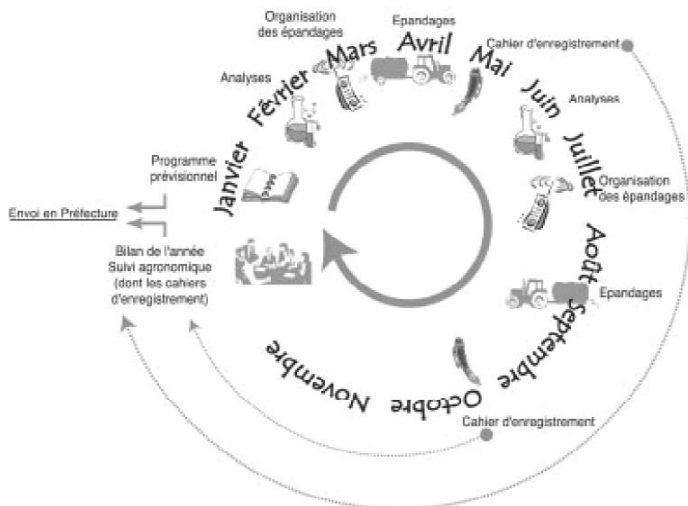 Organisation
des épandages
Epandages
Cahier d'enregistrement
Analyses
Février
Mars
Avril
Mai
Juin
Analyses
Juillet
Programme
prévisionnel
Janvier
Organisation
des épandages
Envoi en Préfecture
Bilan de l'année
Suivi agronomique
(dont les cahiers
d'enregistrement)
Août
Epandages
Septembre
Octobre
Novembre
Cahier d'enregistrement